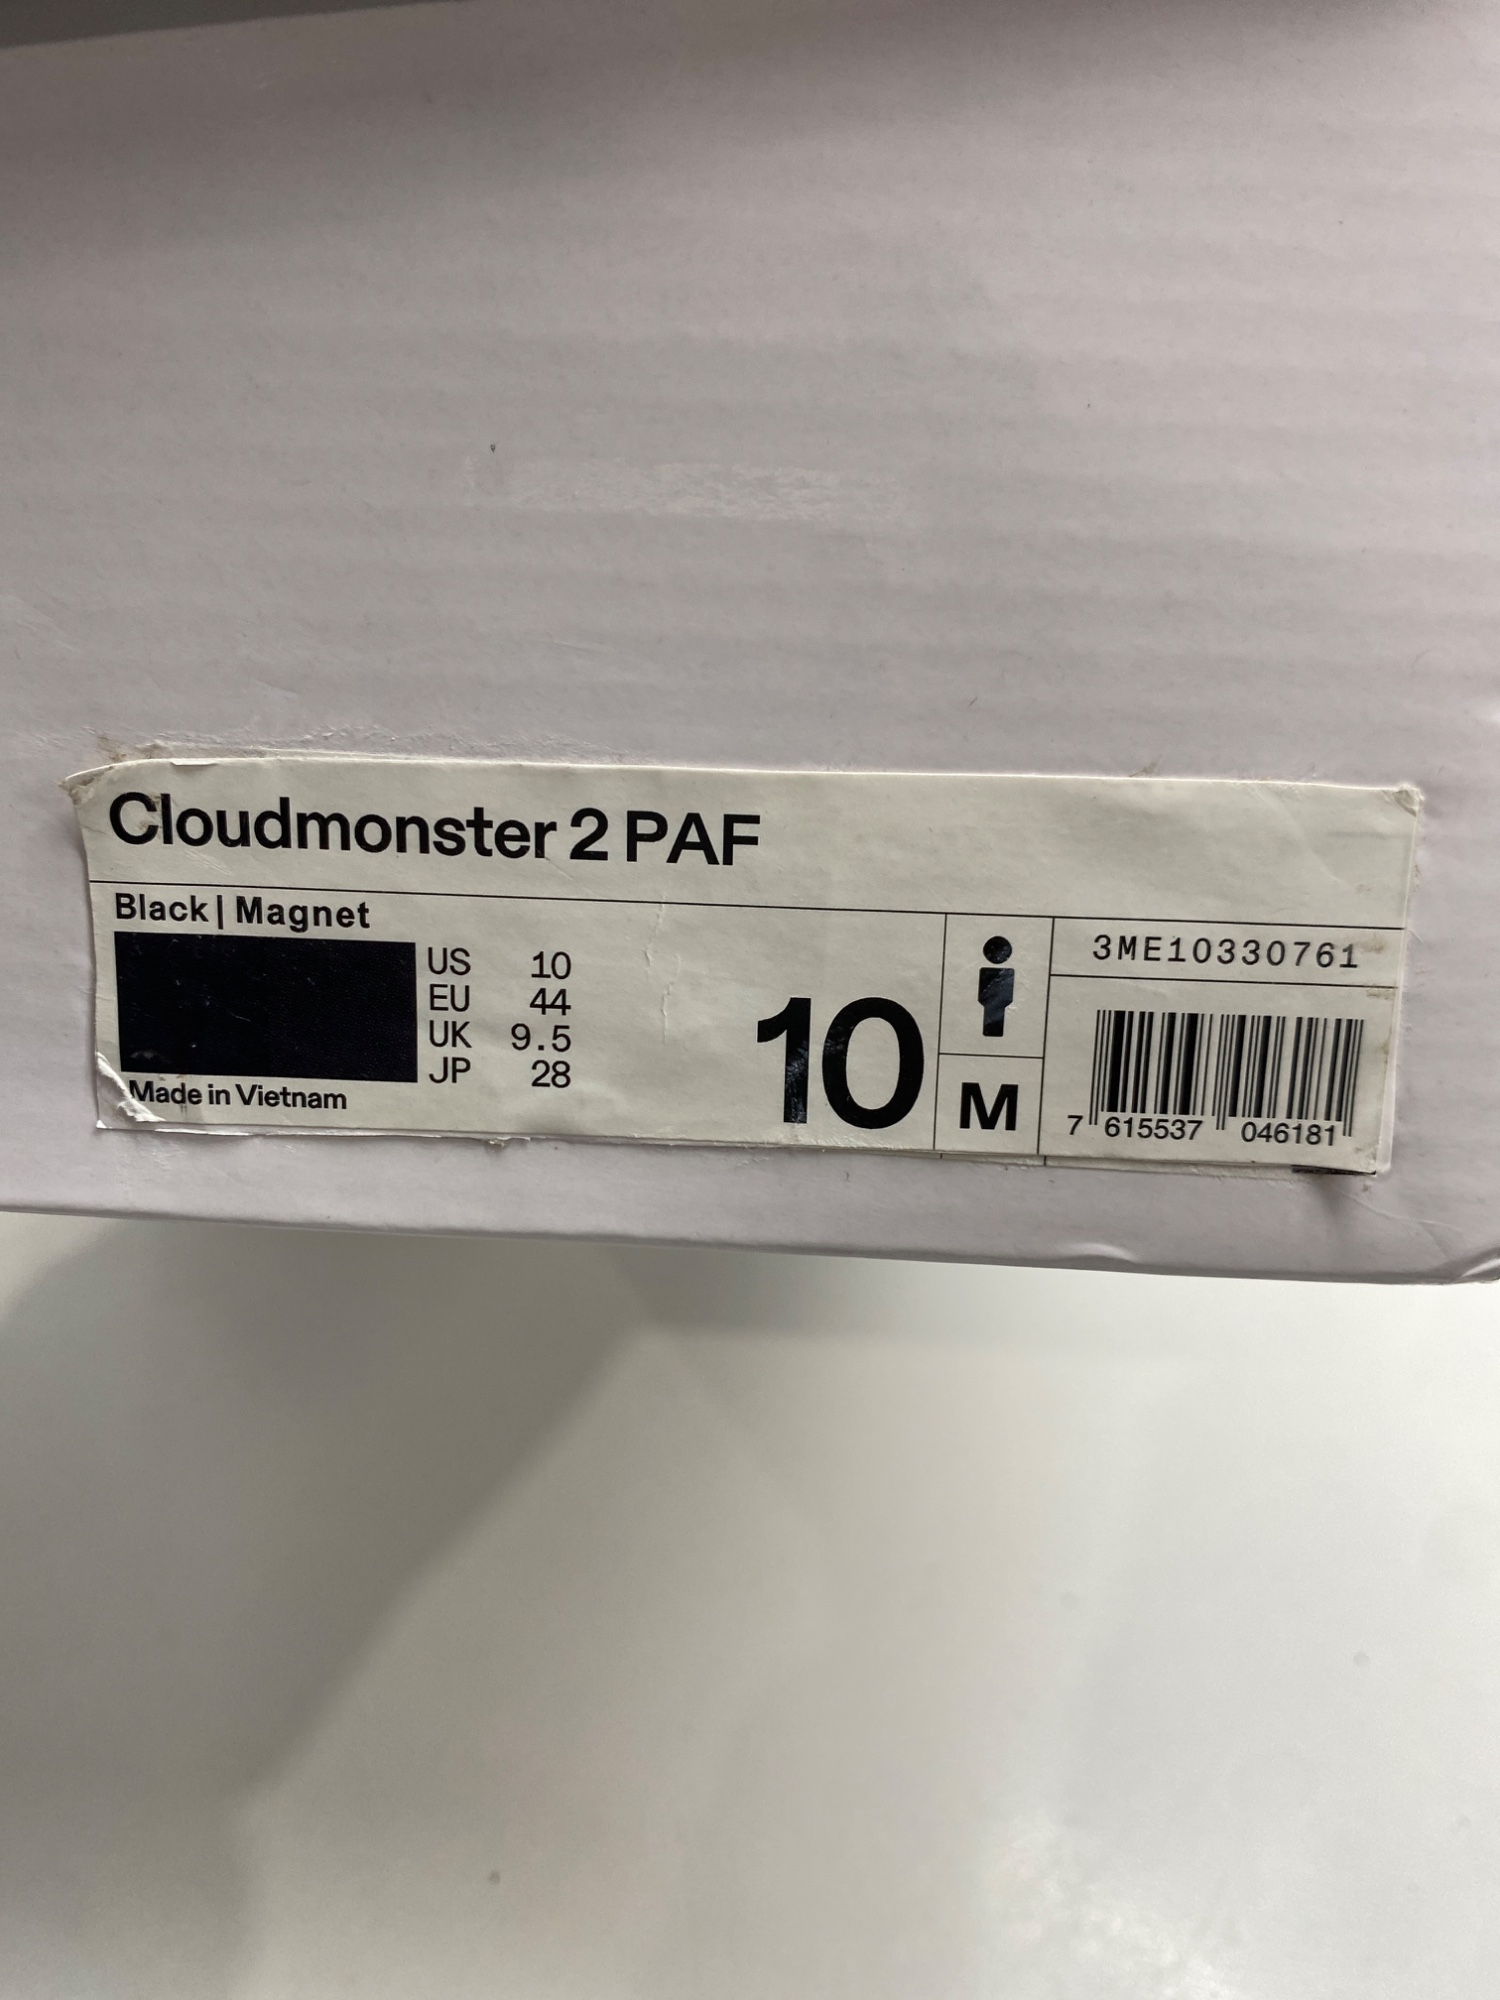 Cloudmonster 2 PAF
Black | Magnet
US 10
EU 44
UK 9.5
JP 28
Made in Vietnam
10
M
3ME10330761
7 615537 046181